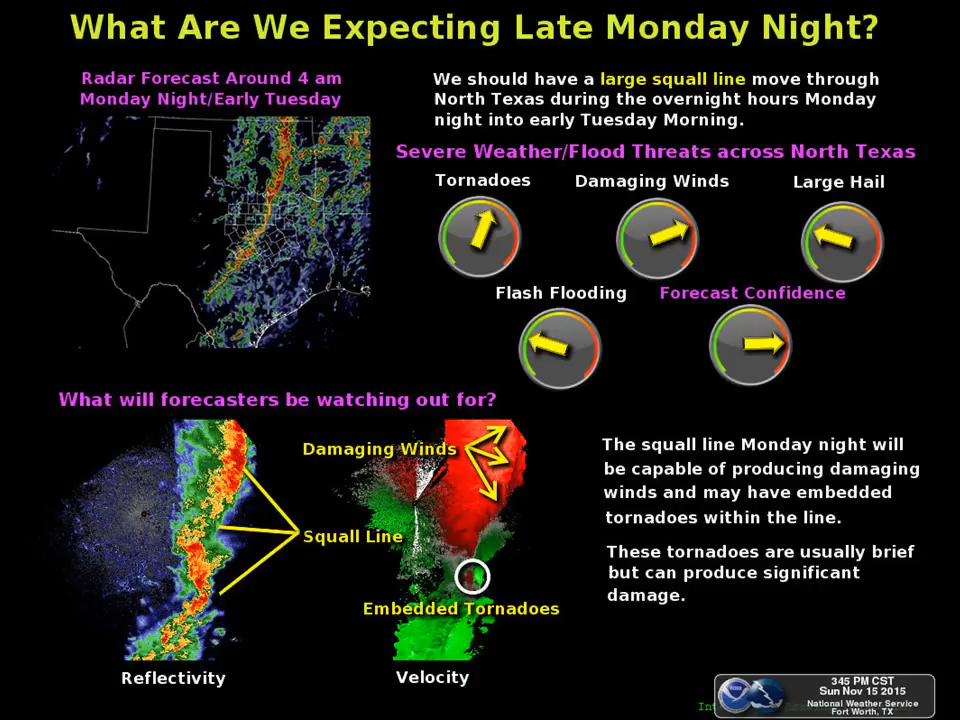 What Are We Expecting Late Monday Night?
Radar Forecast Around 4 am
Monday Night/Early Tuesday
We should have a large squall line move through
North Texas during the overnight hours Monday
night into early Tuesday Morning.
Severe Weather/Flood Threats across North Texas
Tornadoes
Damaging Winds
Large Hail
Flash Flooding
Forecast Confidence
What will forecasters be watching out for?
Damaging Winds
Squall Line
Embedded Tornadoes
Reflectivity
Velocity
The squall line Monday night will
be capable of producing damaging
winds and may have embedded
tornadoes within the line.
These tornadoes are usually brief
but can produce significant
damage.
345 PM CST
Sun Nov 15 2015
National Weather Service
Fort Worth, TX